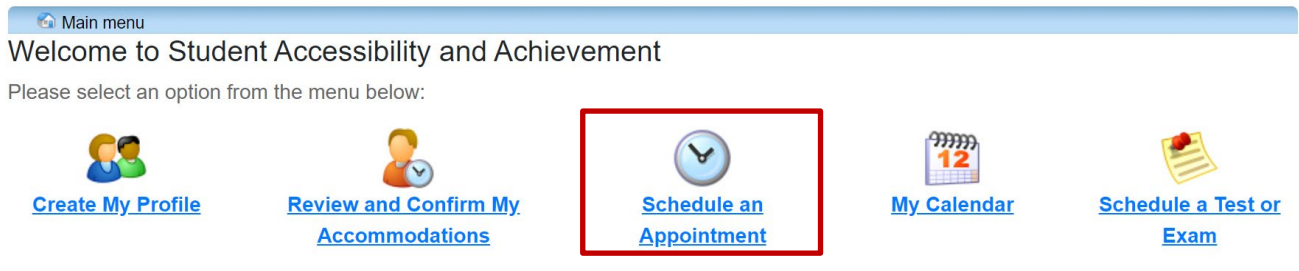 Main menu
Welcome to Student Accessibility and Achievement
Please select an option from the menu below:
12
Create My Profile
Review and Confirm My
Accommodations
Schedule an
Appointment
My Calendar
Schedule a Test or
Exam